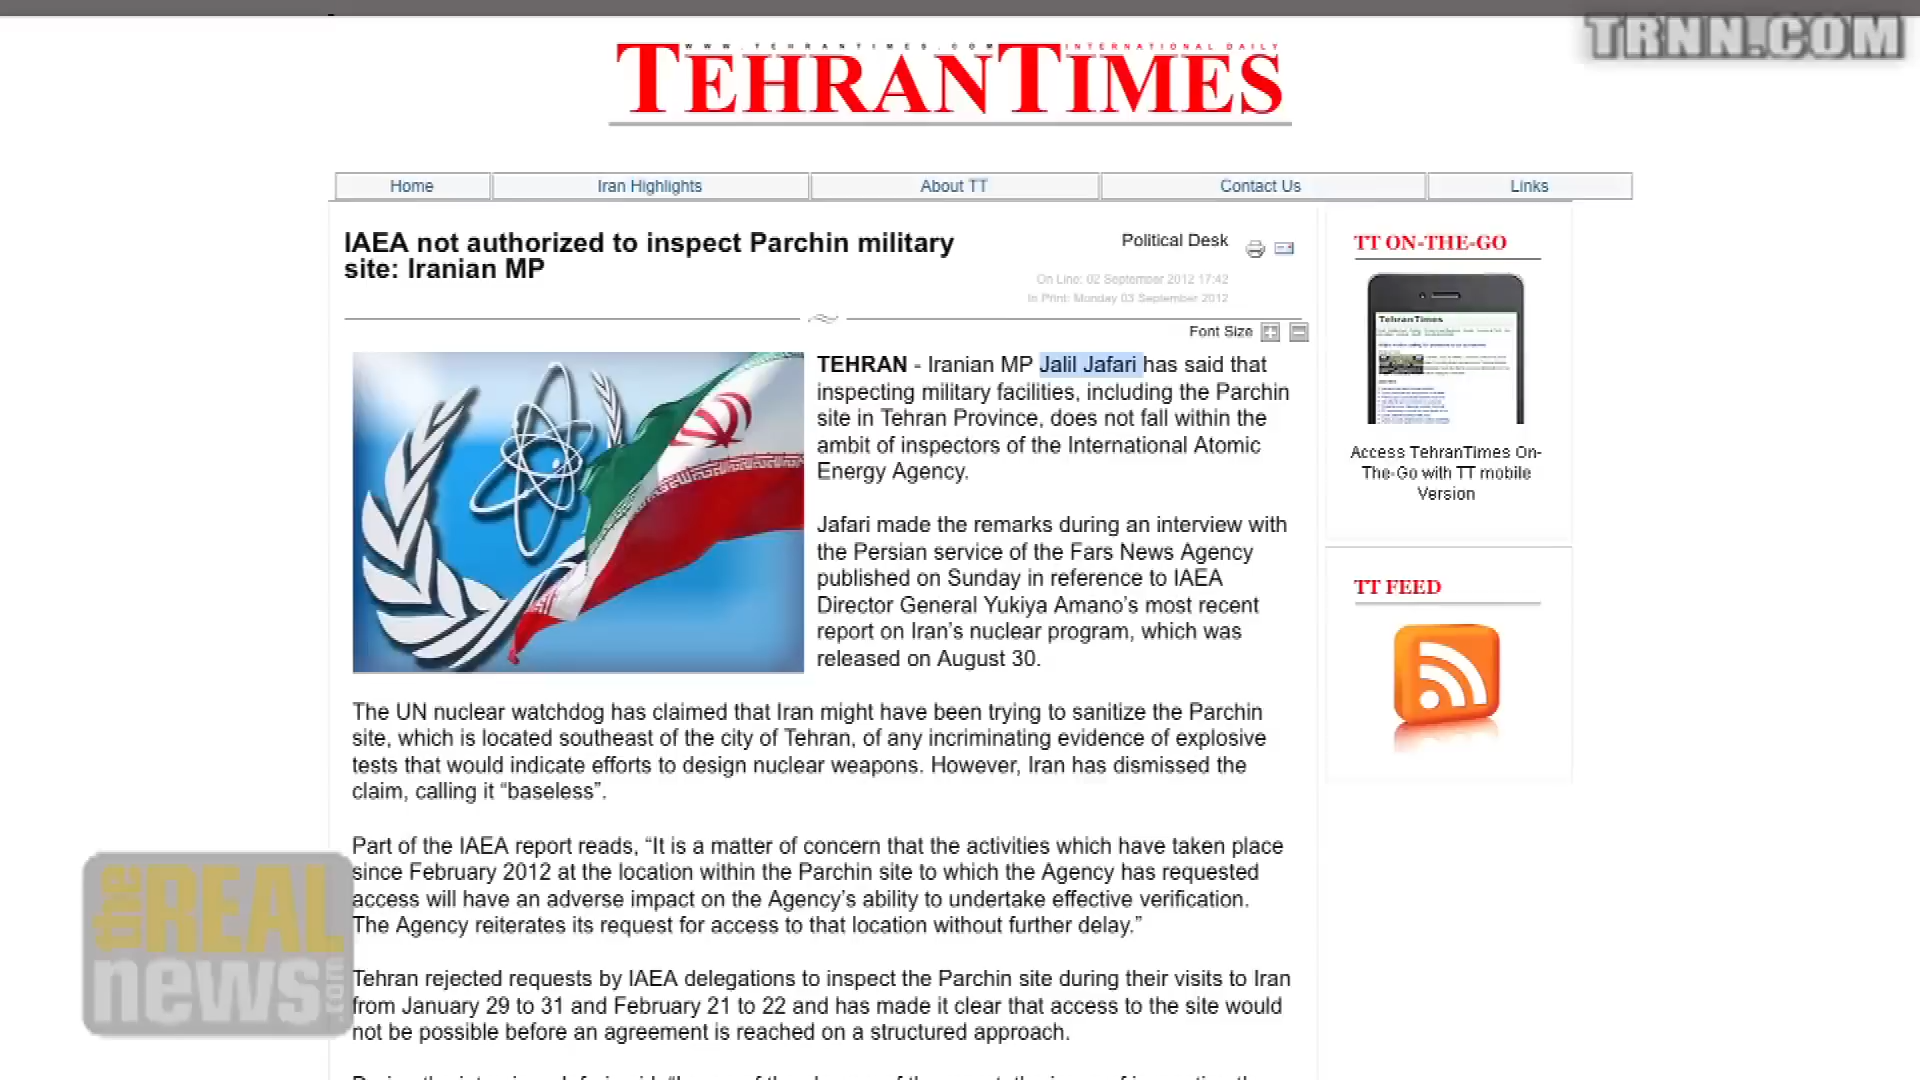 TRNN.COM
WWW.TEHRANTIMES.COM INTERNATIONAL DAILY
TEHRANTIMES
Home Iran Highlights About TT Contact Us Links
IAEA not authorized to inspect Parchin military
site: Iranian MP
Political Desk
On Line: 02 September 2012 17:42
In Print: Monday 03 September 2012
Font Size
TEHRAN - Iranian MP Jalil Jafari has said that
inspecting military facilities, including the Parchin
site in Tehran Province, does not fall within the
ambit of inspectors of the International Atomic
Energy Agency.
Jafari made the remarks during an interview with
the Persian service of the Fars News Agency
published on Sunday in reference to IAEA
Director General Yukiya Amano’s most recent
report on Iran’s nuclear program, which was
released on August 30.
The UN nuclear watchdog has claimed that Iran might have been trying to sanitize the Parchin
site, which is located southeast of the city of Tehran, of any incriminating evidence of explosive
tests that would indicate efforts to design nuclear weapons. However, Iran has dismissed the
claim, calling it “baseless”.
Part of the IAEA report reads, “It is a matter of concern that the activities which have taken place
since February 2012 at the location within the Parchin site to which the Agency has requested
access will have an adverse impact on the Agency’s ability to undertake effective verification.
The Agency reiterates its request for access to that location without further delay.”
Tehran rejected requests by IAEA delegations to inspect the Parchin site during their visits to Iran
from January 29 to 31 and February 21 to 22 and has made it clear that access to the site would
not be possible before an agreement is reached on a structured approach.
TT ON-THE-GO
TehranTimes
Access TehranTimes On-
The-Go with TT mobile
Version
TT FEED
the REAL
news.com